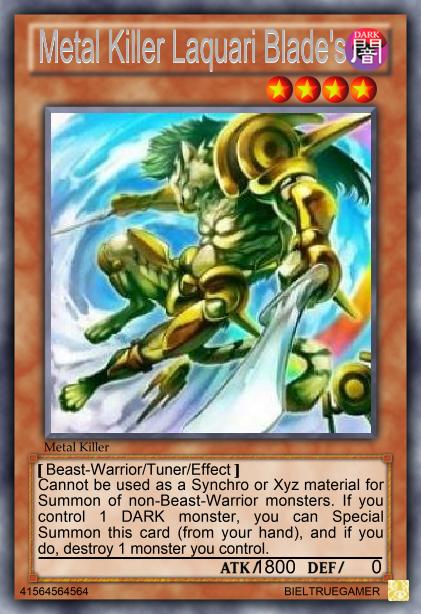 Metal Killer Laquari Blade's
DARK
闇
Metal Killer
[ Beast-Warrior/Tuner/Effect ]
Cannot be used as a Synchro or Xyz material for
Summon of non-Beast-Warrior monsters. If you
control 1 DARK monster, you can Special
Summon this card (from your hand), and if you
do, destroy 1 monster you control.
ATK/1800 DEF/ 0
41564564564 BIELTRUEGAMER